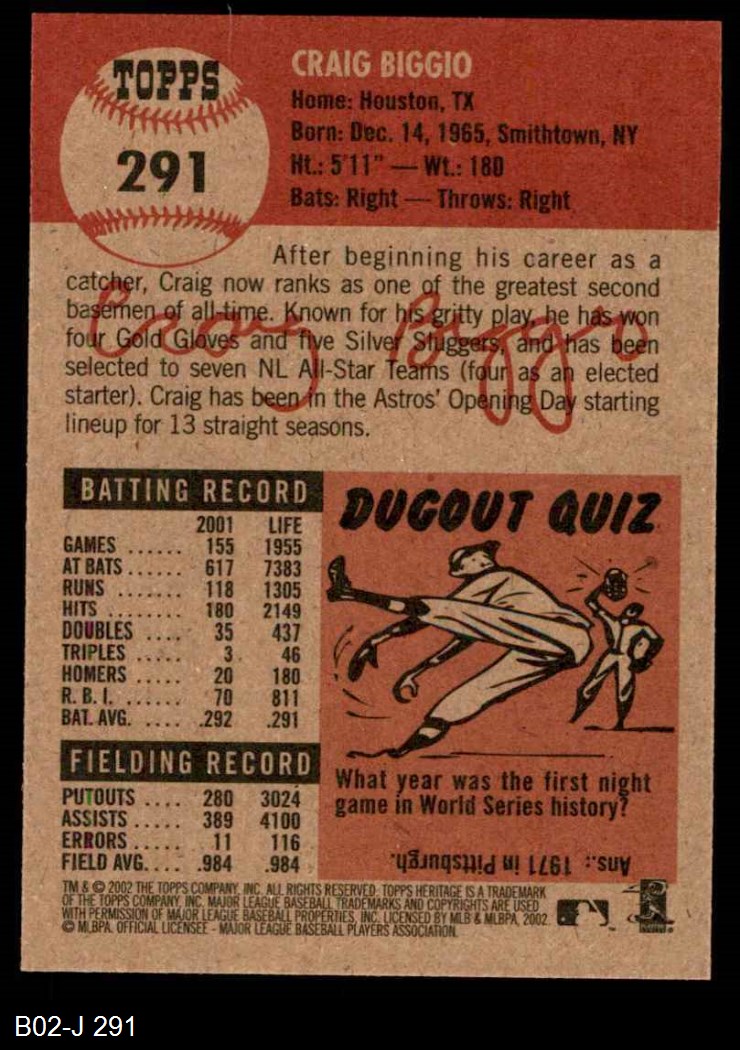 TOPPS
291
CRAIG BIGGIO
Home: Houston, TX
Born: Dec. 14, 1965, Smithtown, NY
Ht.: 5'11" — Wt.: 180
Bats: Right — Throws: Right
After beginning his career as a
catcher, Craig now ranks as one of the greatest second
basemen of all-time. Known for his gritty play, he has won
four Gold Gloves and five Silver Sluggers, and has been
selected to seven NL All-Star Teams (four as an elected
starter). Craig has been in the Astros' Opening Day starting
lineup for 13 straight seasons.
Craig Biggio
BATTING RECORD
2001 LIFE
GAMES ...... 155 1955
AT BATS ...... 617 7383
RUNS ........ 118 1305
HITS ........ 180 2149
DOUBLES .... 35 437
TRIPLES ..... 3 46
HOMERS .... 20 180
R. B. I. ...... 70 811
BAT. AVG. .... .292 .291
FIELDING RECORD
PUTOUTS .... 280 3024
ASSISTS ..... 389 4100
ERRORS ..... 11 116
FIELD AVG. ... .984 .984
DUGOUT QUIZ
What year was the first night
game in World Series history?
Ans.: 1971 in Pittsburgh.
TM & © 2002 THE TOPPS COMPANY, INC. ALL RIGHTS RESERVED. TOPPS HERITAGE IS A TRADEMARK
OF THE TOPPS COMPANY, INC. MAJOR LEAGUE BASEBALL TRADEMARKS AND COPYRIGHTS ARE USED
WITH PERMISSION OF MAJOR LEAGUE BASEBALL PROPERTIES, INC. LICENSED BY MLB & MLBPA, 2002
© MLBPA. OFFICIAL LICENSEE - MAJOR LEAGUE BASEBALL PLAYERS ASSOCIATION.
B02-J 291